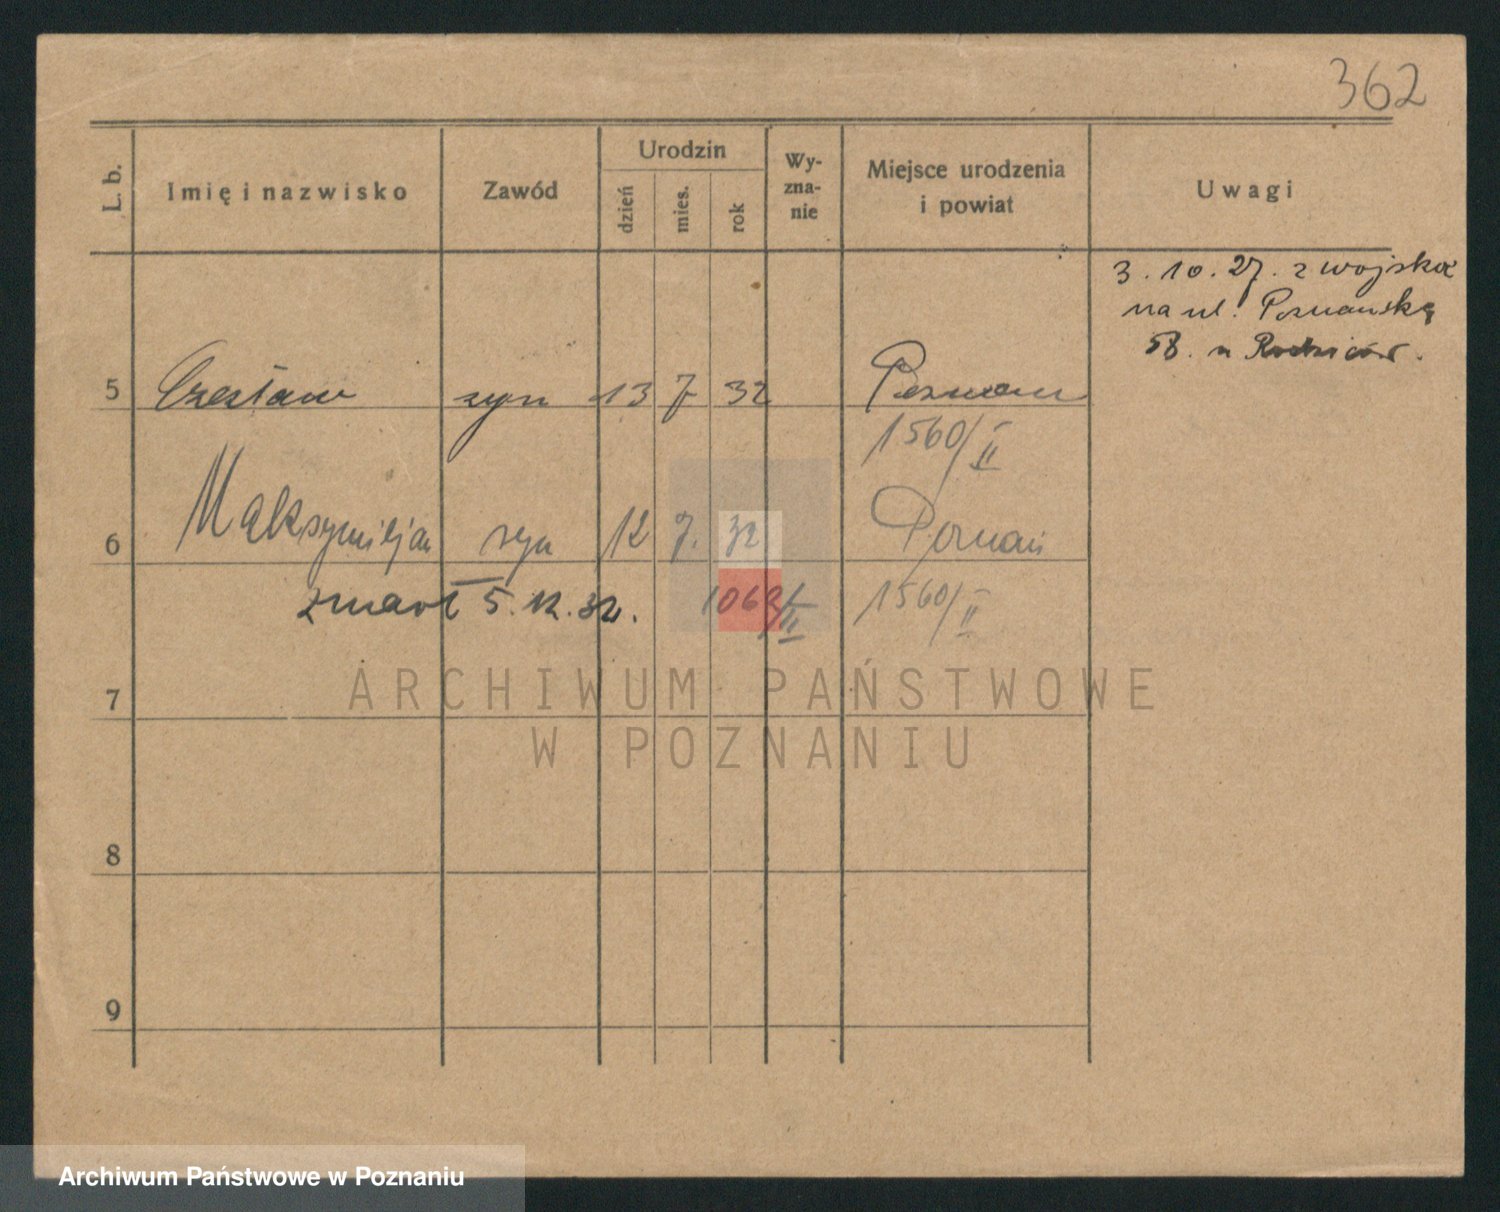 362
L. b.
Imię i nazwisko
Zawód
Urodzin
dzień
mies.
rok
Wy-
zna-
nie
Miejsce urodzenia
i powiat
Uwagi
3. 10. 27. z wojska
na ul. Poznańską
58. u Rodziców.
5 Czesław syn 13 7 32 Poznań
1560/I/II
6 Maksymiljan syn 12 7. 32 Poznań
zmarł 5. 12. 32. 1063/I/II 1560/I/II
7
8
9
ARCHIWUM PAŃSTWOWE
W POZNANIU
Archiwum Państwowe w Poznaniu